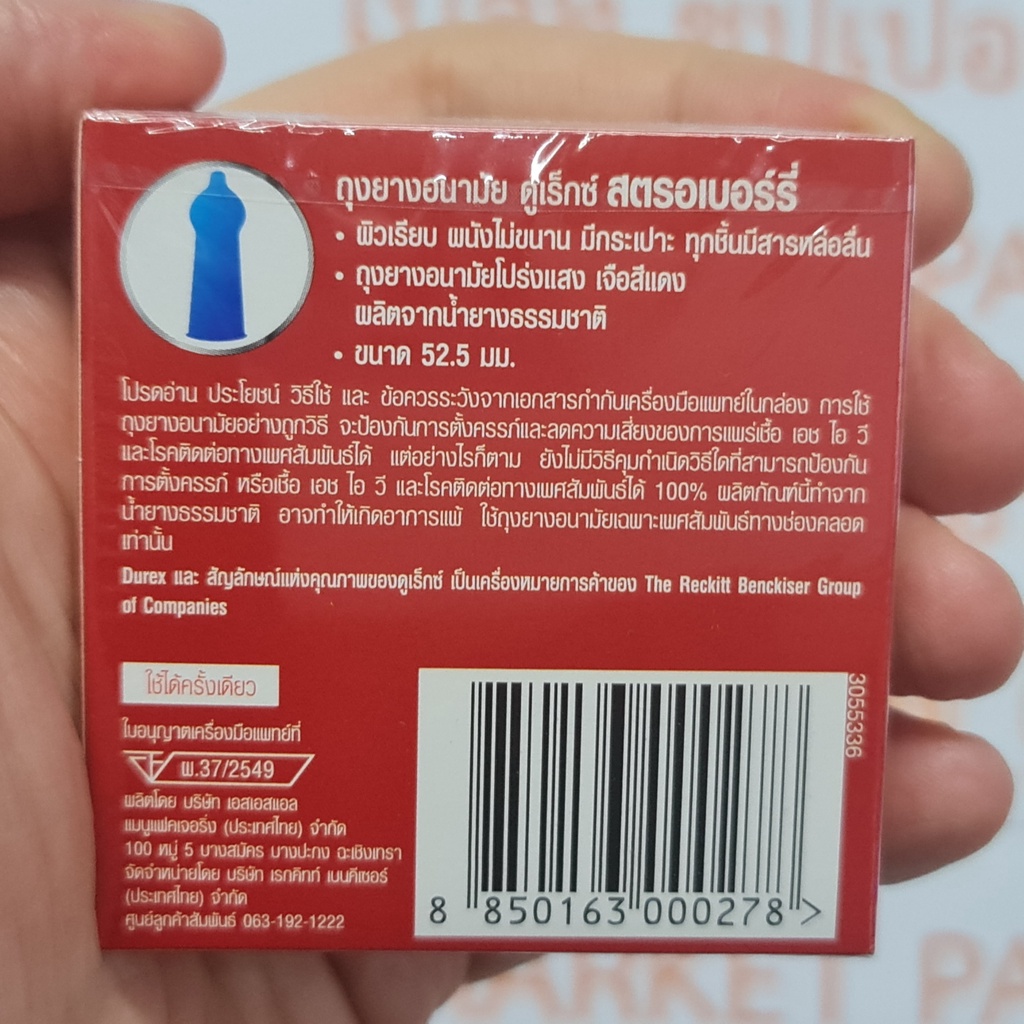 ถุงยางอนามัย ดูเร็กซ์ สตรอเบอร์รี่
• ผิวเรียบ ผนังไม่ขนาน มีกระเปาะ ทุกชิ้นมีสารหล่อลื่น
• ถุงยางอนามัยโปร่งแสง เจือสีแดง
ผลิตจากน้ำยางธรรมชาติ
• ขนาด 52.5 มม.
โปรดอ่าน ประโยชน์ วิธีใช้ และ ข้อควรระวังจากเอกสารกำกับเครื่องมือแพทย์ในกล่อง การใช้
ถุงยางอนามัยอย่างถูกวิธี จะป้องกันการตั้งครรภ์และลดความเสี่ยงของการแพร่เชื้อ เอช ไอ วี
และโรคติดต่อทางเพศสัมพันธ์ได้ แต่อย่างไรก็ตาม ยังไม่มีวิธีคุมกำเนิดวิธีใดที่สามารถป้องกัน
การตั้งครรภ์ หรือเชื้อ เอช ไอ วี และโรคติดต่อทางเพศสัมพันธ์ได้ 100% ผลิตภัณฑ์นี้ทำจาก
น้ำยางธรรมชาติ อาจทำให้เกิดอาการแพ้ ใช้ถุงยางอนามัยเฉพาะเพศสัมพันธ์ทางช่องคลอด
เท่านั้น
Durex และ สัญลักษณ์แห่งคุณภาพของดูเร็กซ์ เป็นเครื่องหมายการค้าของ The Reckitt Benckiser Group
of Companies
ใช้ได้ครั้งเดียว
ใบอนุญาตเครื่องมือแพทย์ที่
ผ.37/2549
ผลิตโดย บริษัท เอสเอสแอล
แมนูแฟคเจอริ่ง (ประเทศไทย) จำกัด
100 หมู่ 5 บางสมัคร บางปะกง ฉะเชิงเทรา
จัดจำหน่ายโดย บริษัท เรกคิทท์ เบนคีเซอร์
(ประเทศไทย) จำกัด
ศูนย์ลูกค้าสัมพันธ์ 063-192-1222
3055336
8 850163 000278 >
MARKET PA